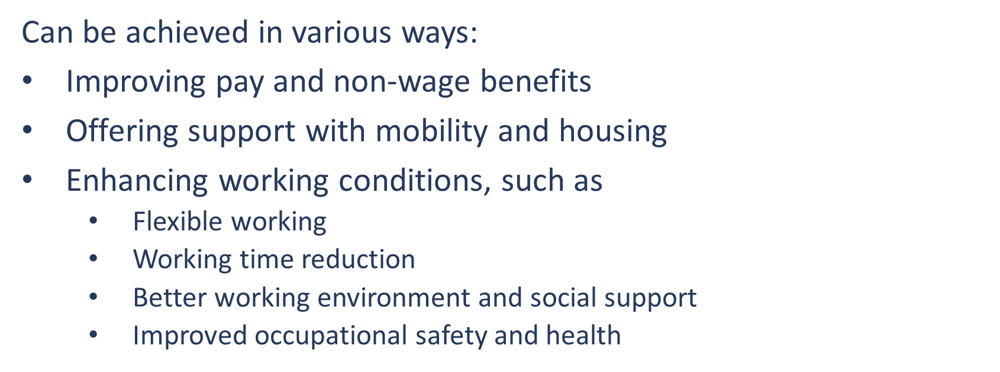 Can be achieved in various ways:
• Improving pay and non-wage benefits
• Offering support with mobility and housing
• Enhancing working conditions, such as
• Flexible working
• Working time reduction
• Better working environment and social support
• Improved occupational safety and health